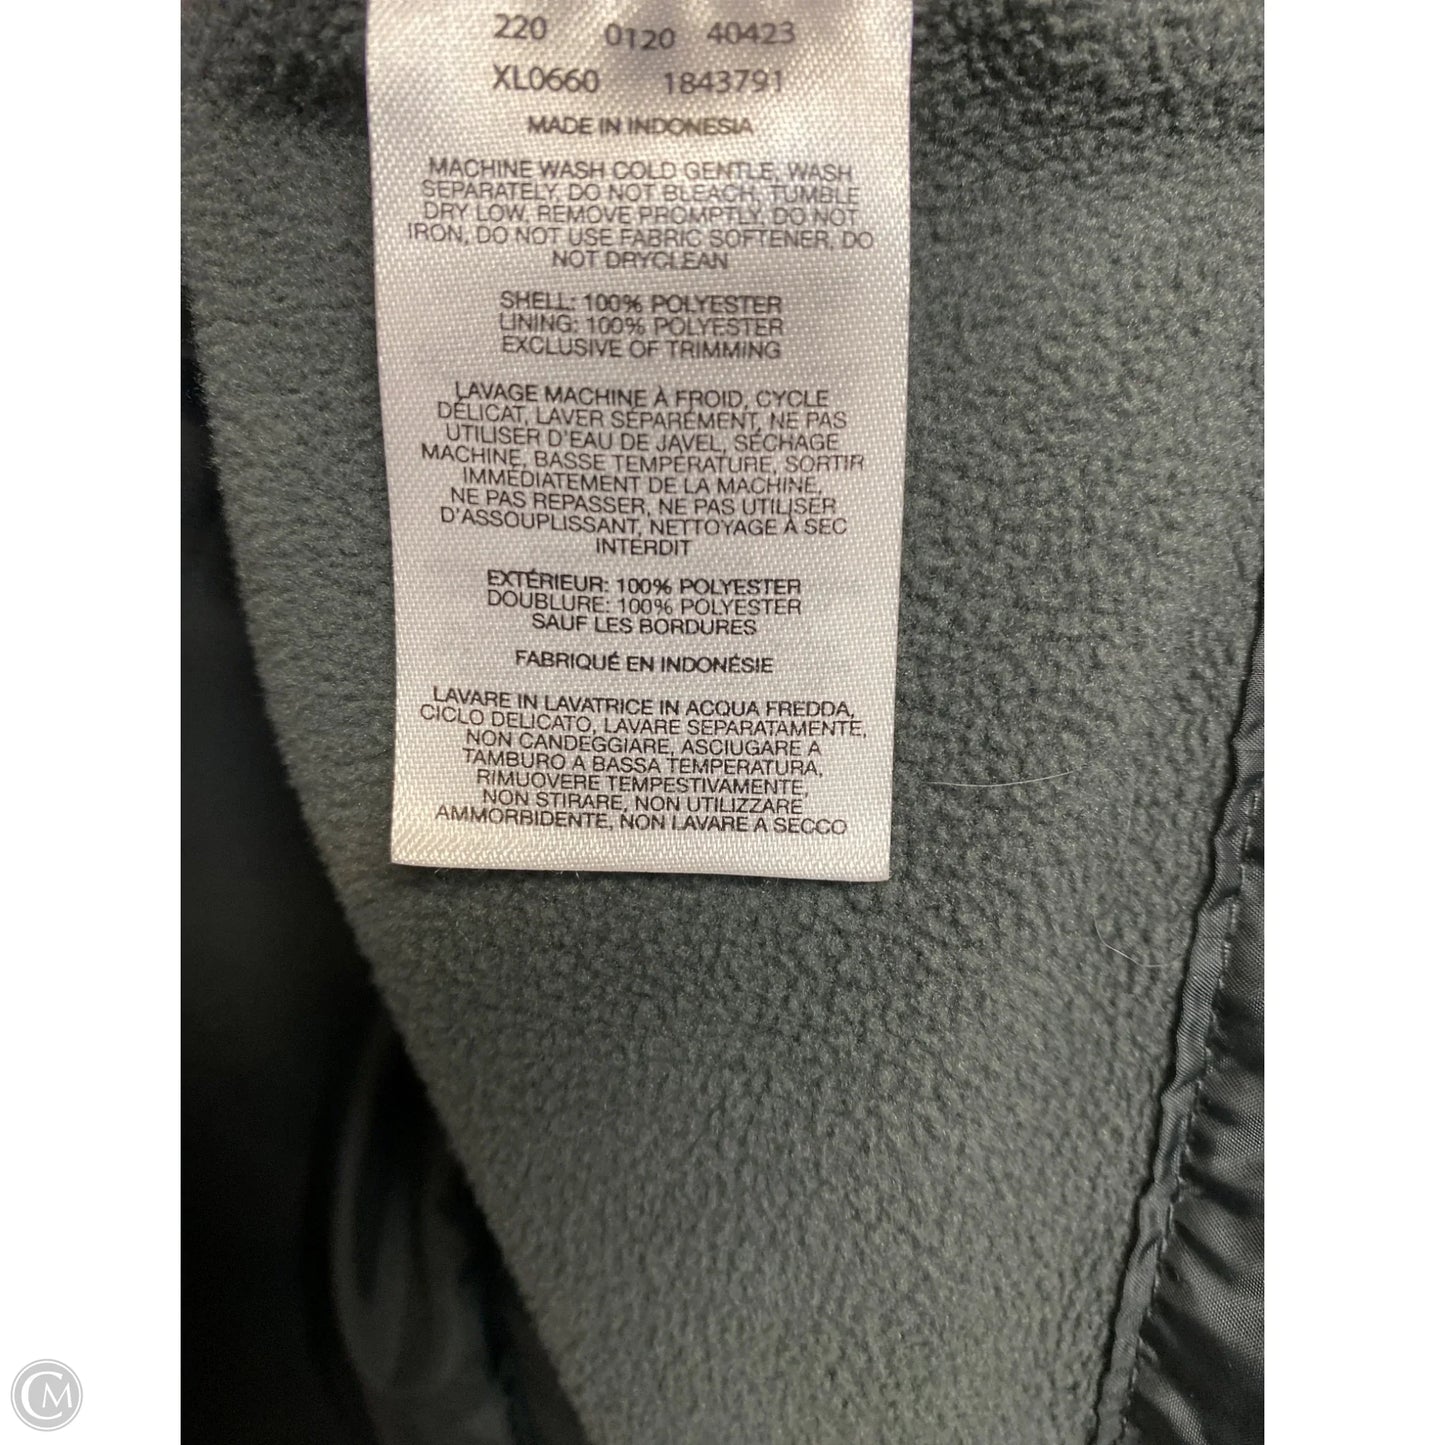 220 0120 40423
XL0660 1843791
MADE IN INDONESIA
MACHINE WASH COLD GENTLE, WASH
SEPARATELY, DO NOT BLEACH, TUMBLE
DRY LOW, REMOVE PROMPTLY, DO NOT
IRON, DO NOT USE FABRIC SOFTENER, DO
NOT DRYCLEAN
SHELL: 100% POLYESTER
LINING: 100% POLYESTER
EXCLUSIVE OF TRIMMING
LAVAGE MACHINE À FROID, CYCLE
DÉLICAT, LAVER SÉPARÉMENT, NE PAS
UTILISER D'EAU DE JAVEL, SÉCHAGE
MACHINE, BASSE TEMPÉRATURE, SORTIR
IMMÉDIATEMENT DE LA MACHINE,
NE PAS REPASSER, NE PAS UTILISER
D'ASSOUPLISSANT, NETTOYAGE À SEC
INTERDIT
EXTÉRIEUR: 100% POLYESTER
DOUBLURE: 100% POLYESTER
SAUF LES BORDURES
FABRIQUÉ EN INDONÉSIE
LAVARE IN LAVATRICE IN ACQUA FREDDA,
CICLO DELICATO, LAVARE SEPARATAMENTE,
NON CANDEGGIARE, ASCIUGARE A
TAMBURO A BASSA TEMPERATURA,
RIMUOVERE TEMPESTIVAMENTE,
NON STIRARE, NON UTILIZZARE
AMMORBIDENTE, NON LAVARE A SECCO
CM